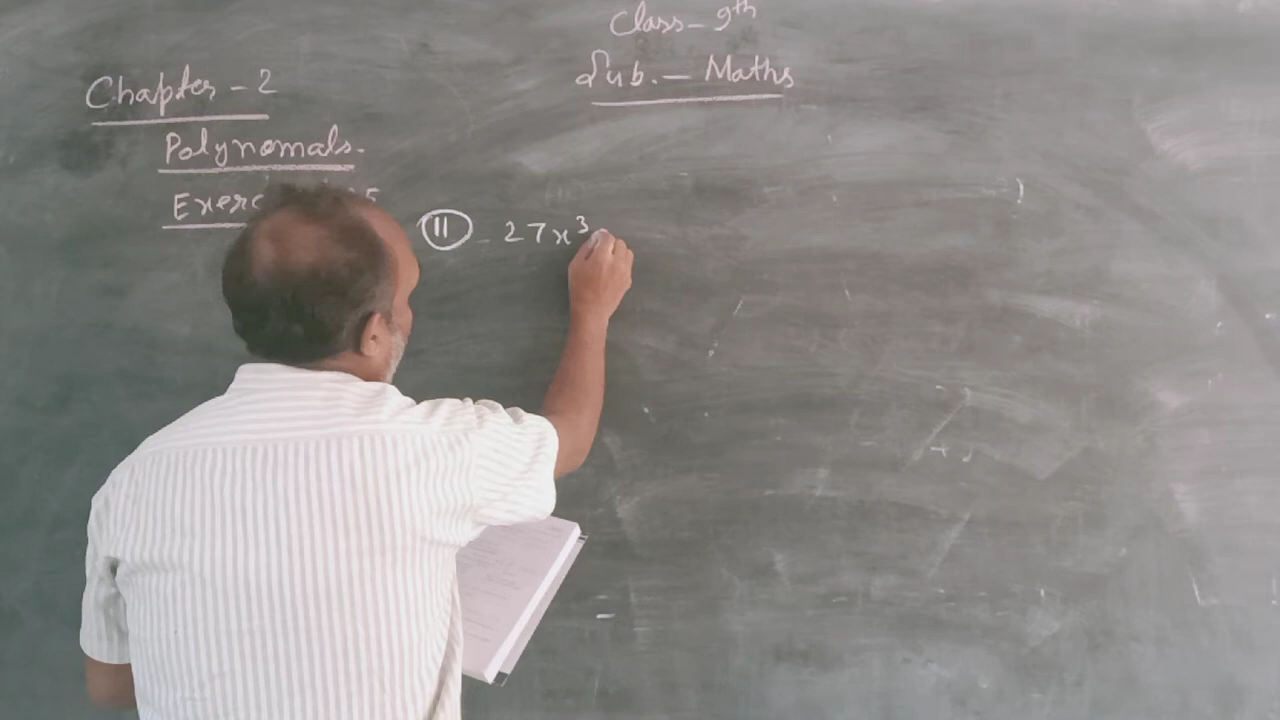 Class - 9th
Sub. - Maths
Chapter - 2
Polynomals.
11 - 27x³